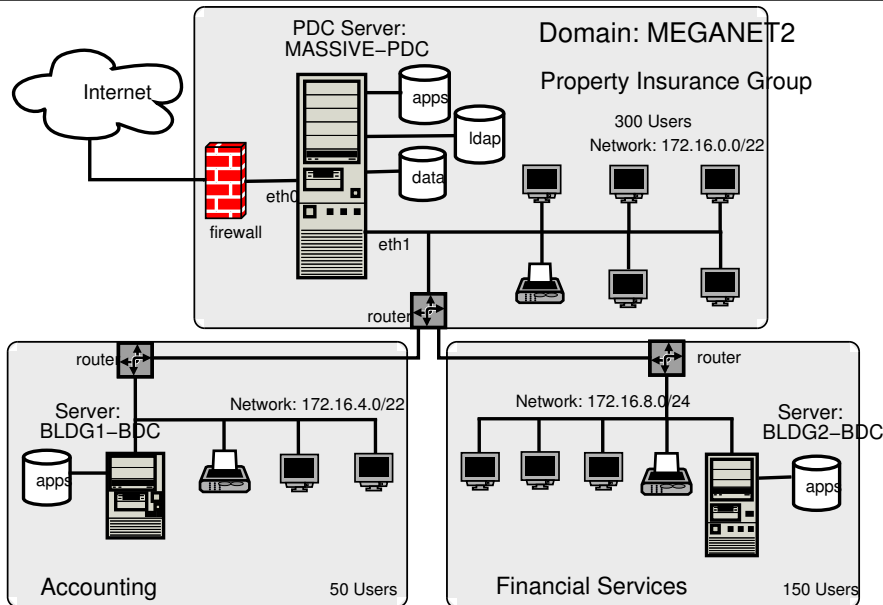 PDC Server:
MASSIVE−PDC
Domain: MEGANET2
Property Insurance Group
Internet
apps
ldap
data
300 Users
Network: 172.16.0.0/22
eth0
firewall
eth1
router
router
Network: 172.16.4.0/22
Server:
BLDG1−BDC
apps
Accounting
50 Users
router
Network: 172.16.8.0/24
Server:
BLDG2−BDC
apps
Financial Services
150 Users